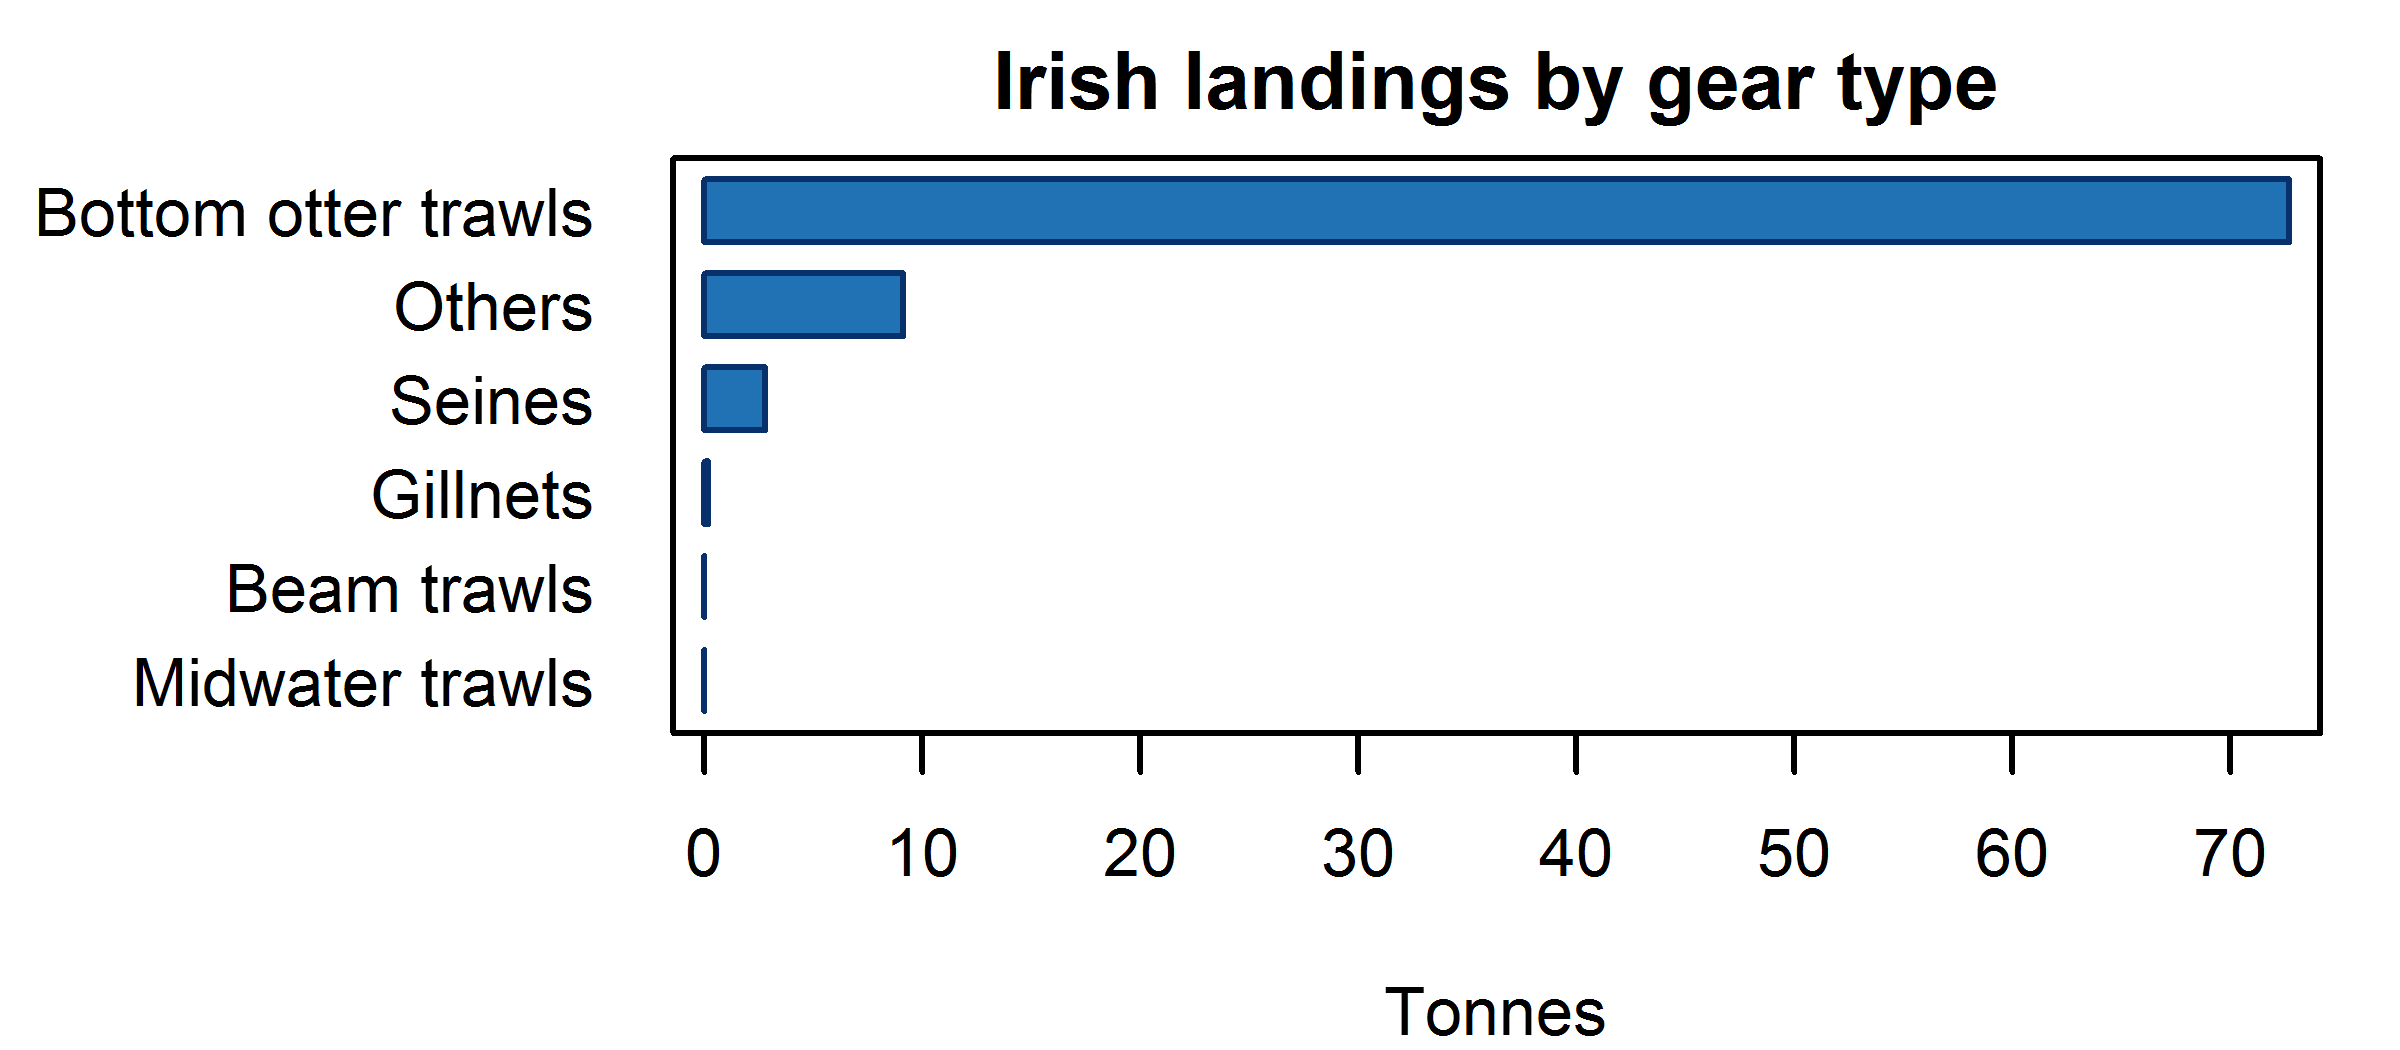 Irish landings by gear type
Bottom otter trawls
Others
Seines
Gillnets
Beam trawls
Midwater trawls
0 10 20 30 40 50 60 70
Tonnes